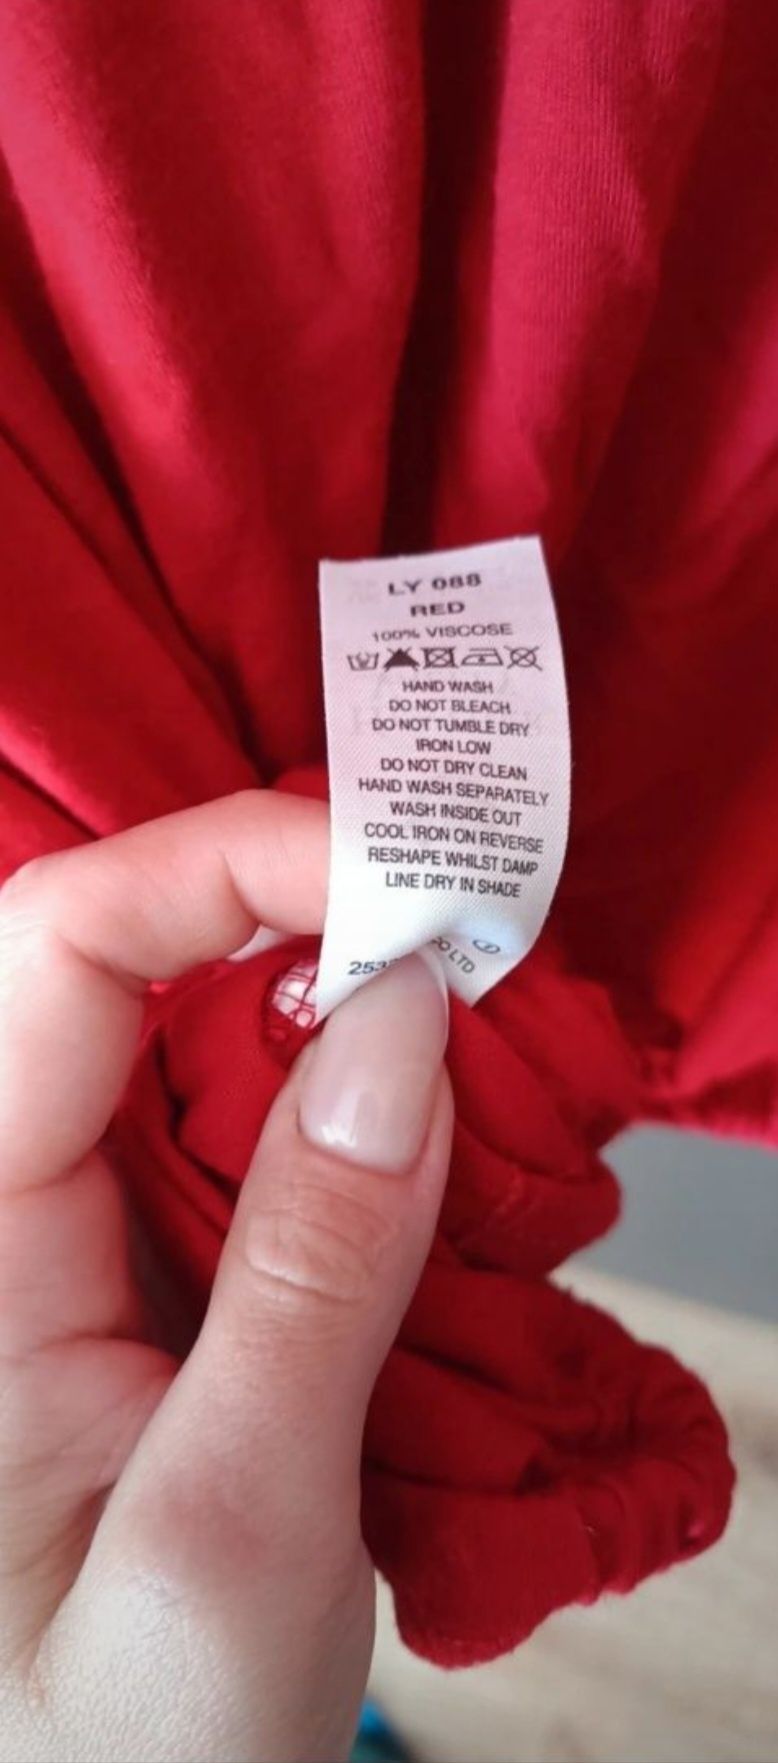 LY 088
RED
100% VISCOSE
HAND WASH
DO NOT BLEACH
DO NOT TUMBLE DRY
IRON LOW
DO NOT DRY CLEAN
HAND WASH SEPARATELY
WASH INSIDE OUT
COOL IRON ON REVERSE
RESHAPE WHILST DAMP
LINE DRY IN SHADE
CO LTD